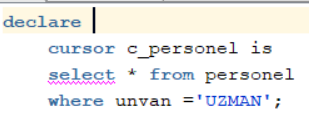 declare
cursor c_personel is
select * from personel
where unvan ='UZMAN';